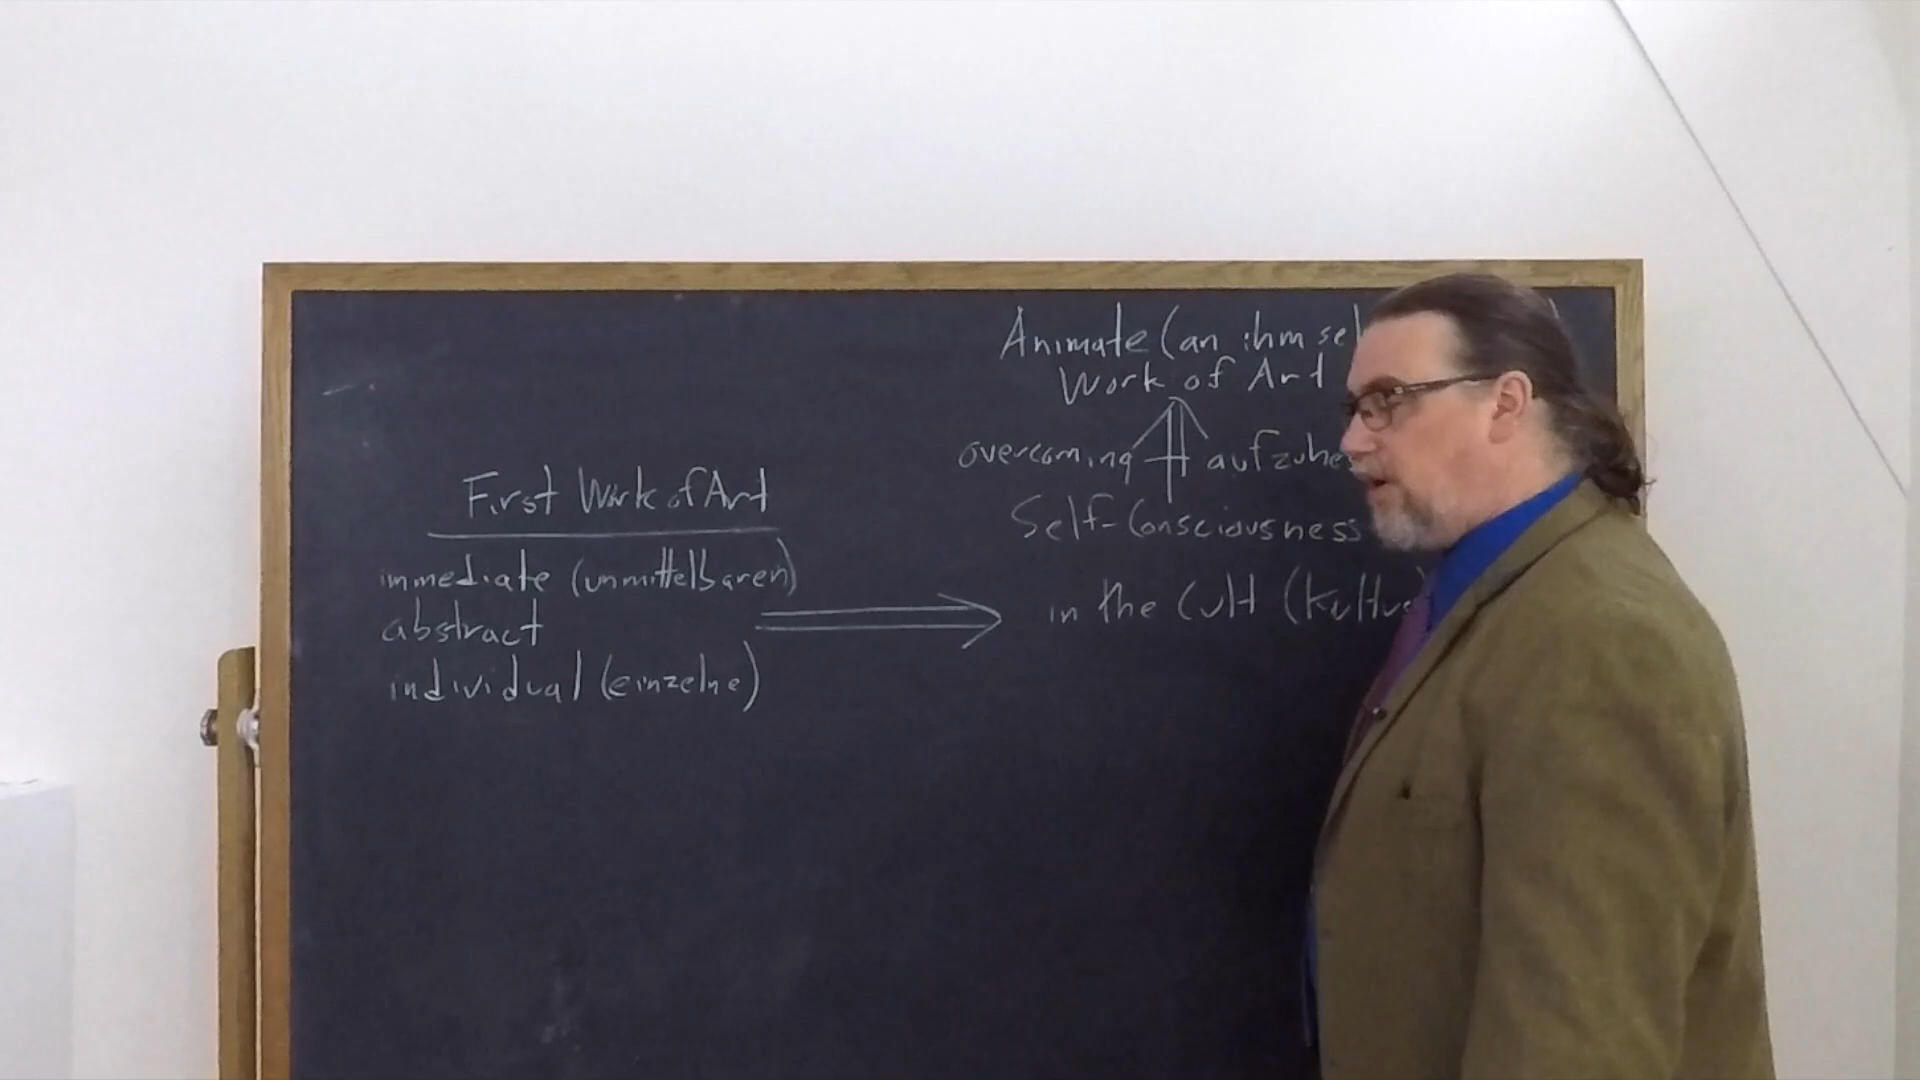 First Work of Art
immediate (unmittelbaren)
abstract
individual (einzelne)
Animate (an ihm sel
Work of Art
overcoming aufzuhe
Self-Consciousness
in the Cult (Kultu